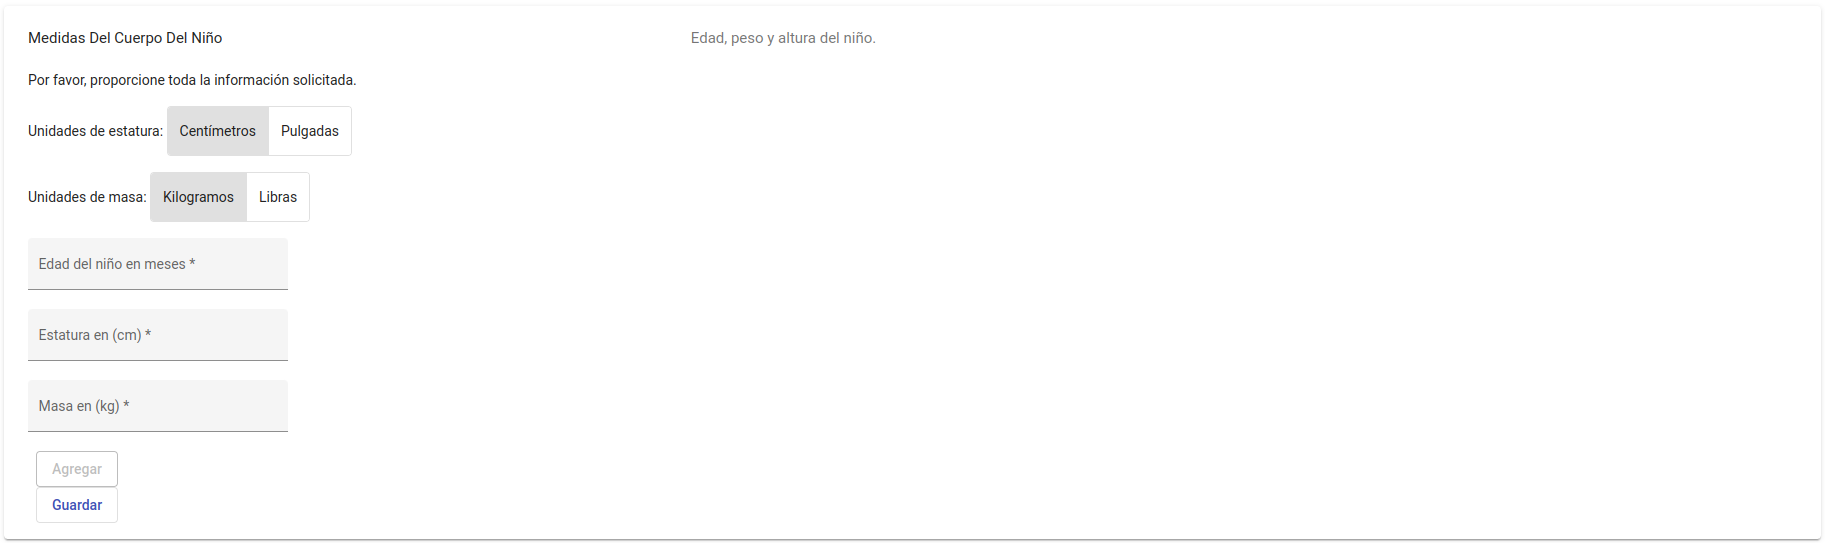 Medidas Del Cuerpo Del Niño Edad, peso y altura del niño.
Por favor, proporcione toda la información solicitada.
Unidades de estatura: Centímetros Pulgadas
Unidades de masa: Kilogramos Libras
Edad del niño en meses *
Estatura en (cm) *
Masa en (kg) *
Agregar
Guardar